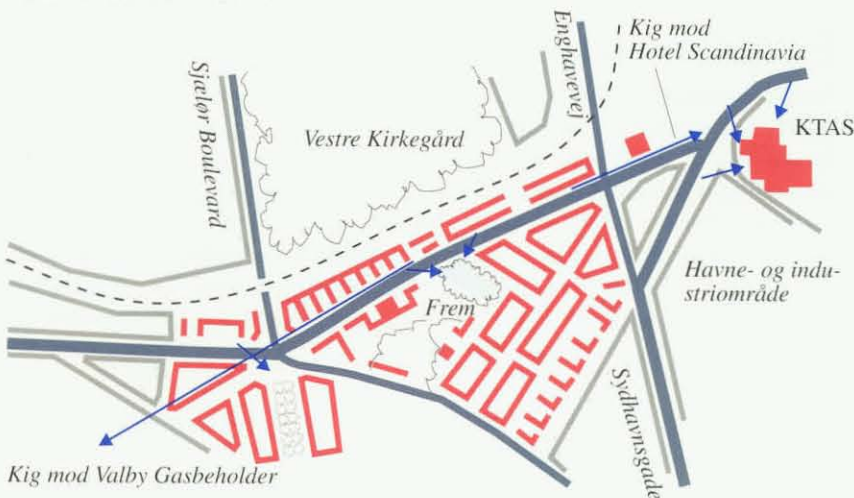 Kig mod
Hotel Scandinavia
Enghavevej
Sjælør Boulevard
Vestre Kirkegård
KTAS
Havne- og indu-
striområde
Frem
Sydhavnsgade
Kig mod Valby Gasbeholder